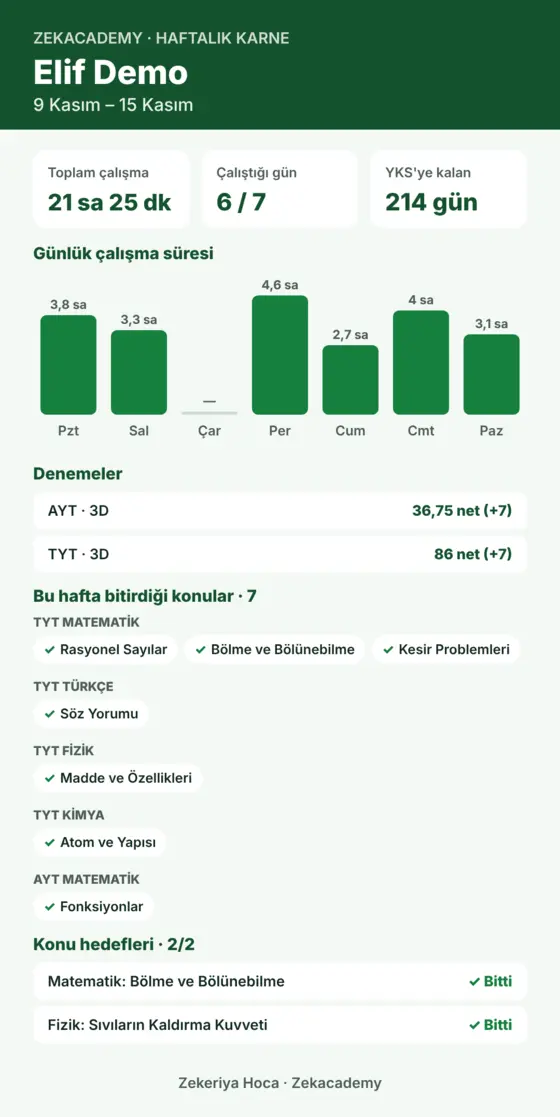 ZEKACADEMY · HAFTALIK KARNE
Elif Demo
9 Kasım – 15 Kasım
Toplam çalışma
21 sa 25 dk
Çalıştığı gün
6 / 7
YKS'ye kalan
214 gün
Günlük çalışma süresi
3,8 sa
3,3 sa
—
4,6 sa
2,7 sa
4 sa
3,1 sa
Pzt Sal Çar Per Cum Cmt Paz
Denemeler
AYT · 3D 36,75 net (+7)
TYT · 3D 86 net (+7)
Bu hafta bitirdiği konular · 7
TYT MATEMATİK
✓ Rasyonel Sayılar ✓ Bölme ve Bölünebilme ✓ Kesir Problemleri
TYT TÜRKÇE
✓ Söz Yorumu
TYT FİZİK
✓ Madde ve Özellikleri
TYT KİMYA
✓ Atom ve Yapısı
AYT MATEMATİK
✓ Fonksiyonlar
Konu hedefleri · 2/2
Matematik: Bölme ve Bölünebilme ✓ Bitti
Fizik: Sıvıların Kaldırma Kuvveti ✓ Bitti
Zekeriya Hoca · Zekacademy